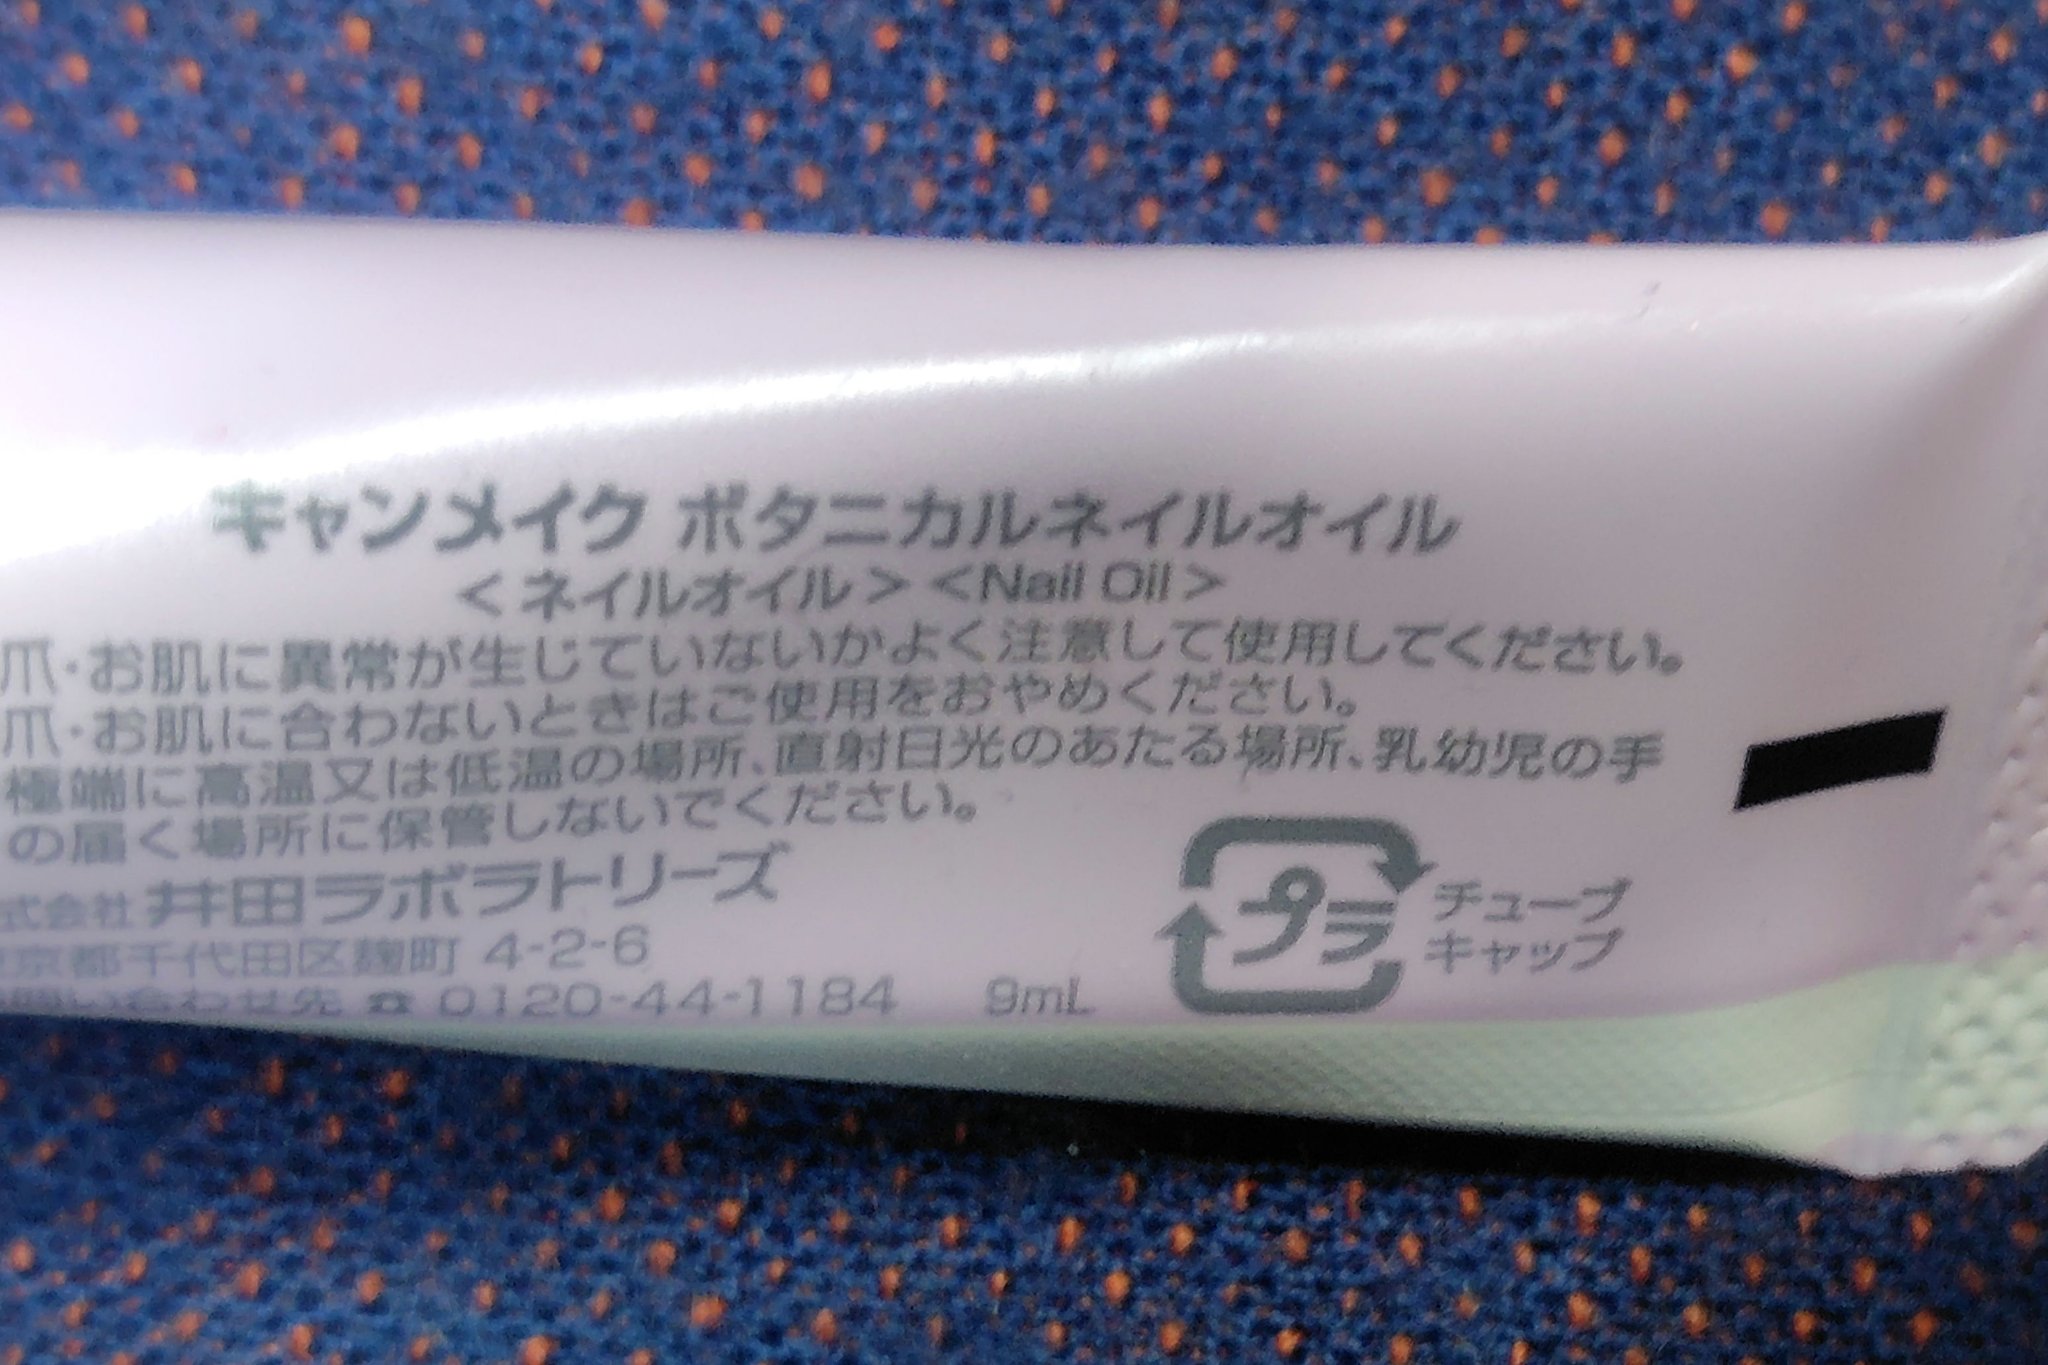 キャンメイク ボタニカルネイルオイル
<ネイルオイル> <Nail Oil>
爪・お肌に異常が生じていないかよく注意して使用してください。
爪・お肌に合わないときはご使用をおやめください。
極端に高温又は低温の場所、直射日光のあたる場所、乳幼児の手
の届く場所に保管しないでください。
式会社 井田ラボラトリーズ
京都千代田区麹町 4-2-6
問い合わせ先 ☎ 0120-44-1184 9mL
プラ
チューブ
キャップ